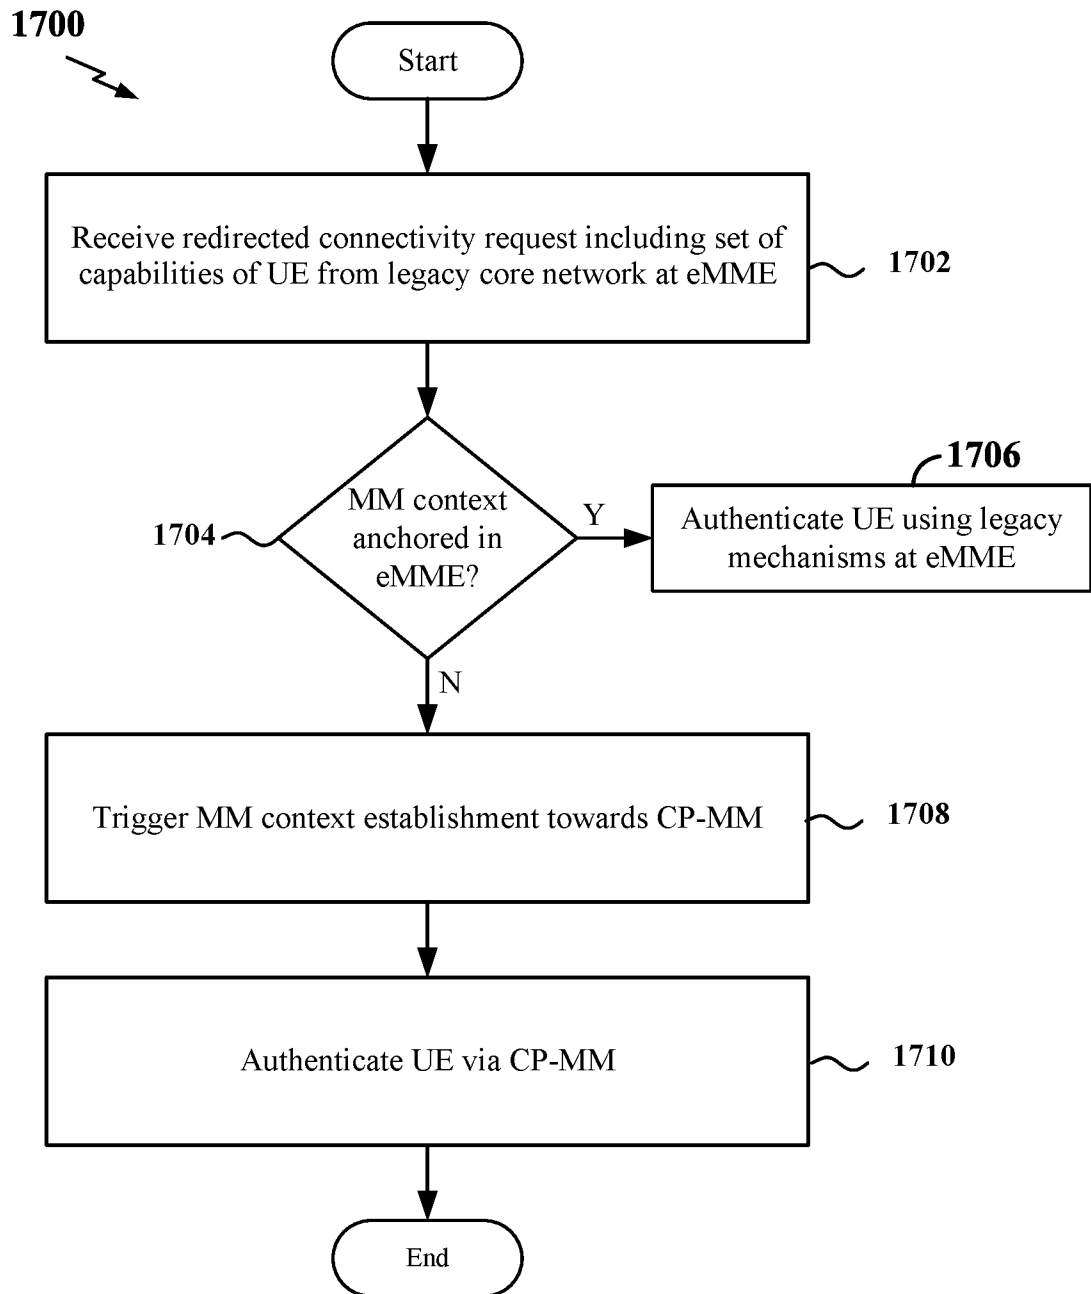 1700
Start
Receive redirected connectivity request including set of
capabilities of UE from legacy core network at eMME
1702
MM context
anchored in
eMME?
1704
Y
1706
Authenticate UE using legacy
mechanisms at eMME
N
Trigger MM context establishment towards CP-MM
1708
Authenticate UE via CP-MM
1710
End